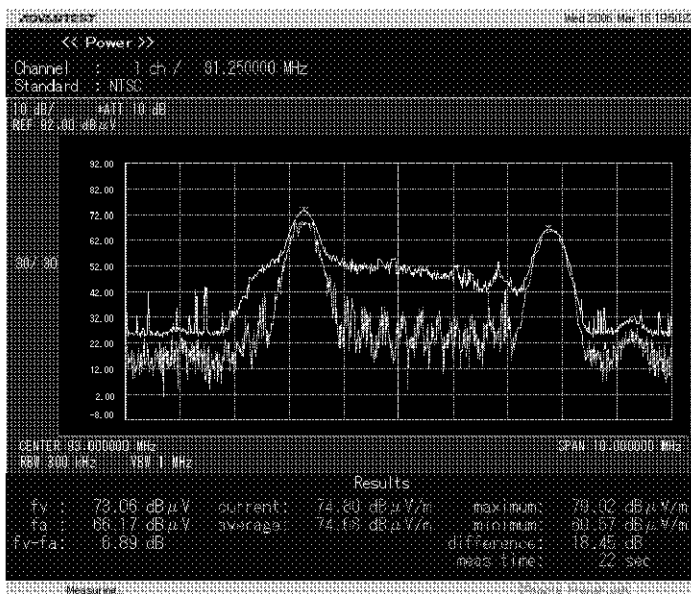 ADVANTEST Wed 2006 Mar 15 19:50:2
<< Power >>
Channel : 1 ch / 91.250000 MHz
Standard : NTSC
10 dB/ *ATT 10 dB
REF 92.00 dBμV
92.00
82.00
72.00
62.00
30/ 30 52.00
42.00
32.00
22.00
12.00
2.00
-8.00
CENTER 93.000000 MHz SPAN 10.000000 MHz
RBW 300 kHz VBW 1 MHz
Results
fv : 73.06 dBμV current: 74.80 dBμV/m maximum: 79.02 dBμV/m
fa : 66.17 dBμV average: 74.68 dBμV/m minimum: 60.57 dBμV/m
fv-fa: 6.89 dB difference: 18.45 dB
meas time: 22 sec
Measuring...